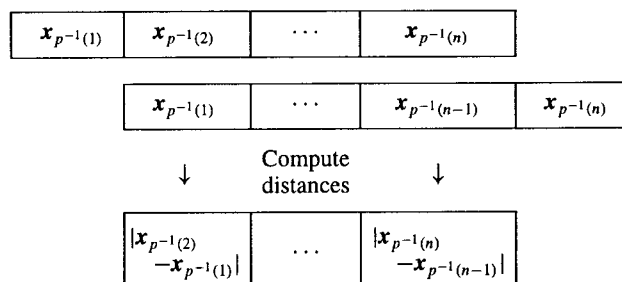 x_{p^{-1}(1)} x_{p^{-1}(2)} ··· x_{p^{-1}(n)}
x_{p^{-1}(1)} ··· x_{p^{-1}(n-1)} x_{p^{-1}(n)}
↓ Compute ↓
distances
|x_{p^{-1}(2)} ··· |x_{p^{-1}(n)}
-x_{p^{-1}(1)}| -x_{p^{-1}(n-1)}|